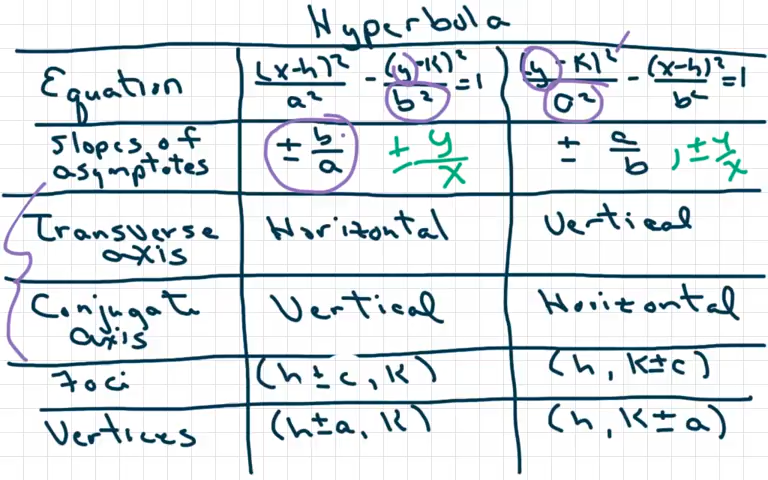 Hyperbola
Equation (x-h)²/a² - (y-K)²/b² = 1 (y-K)²/a² - (x-h)²/b² = 1
Slopes of asymptotes ± b/a ± y/x ± a/b , ± y/x
Transverse axis Horizontal Vertical
Conjugate axis Vertical Horizontal
Foci (h±c, K) (h, K±c)
Vertices (h±a, K) (h, K±a)